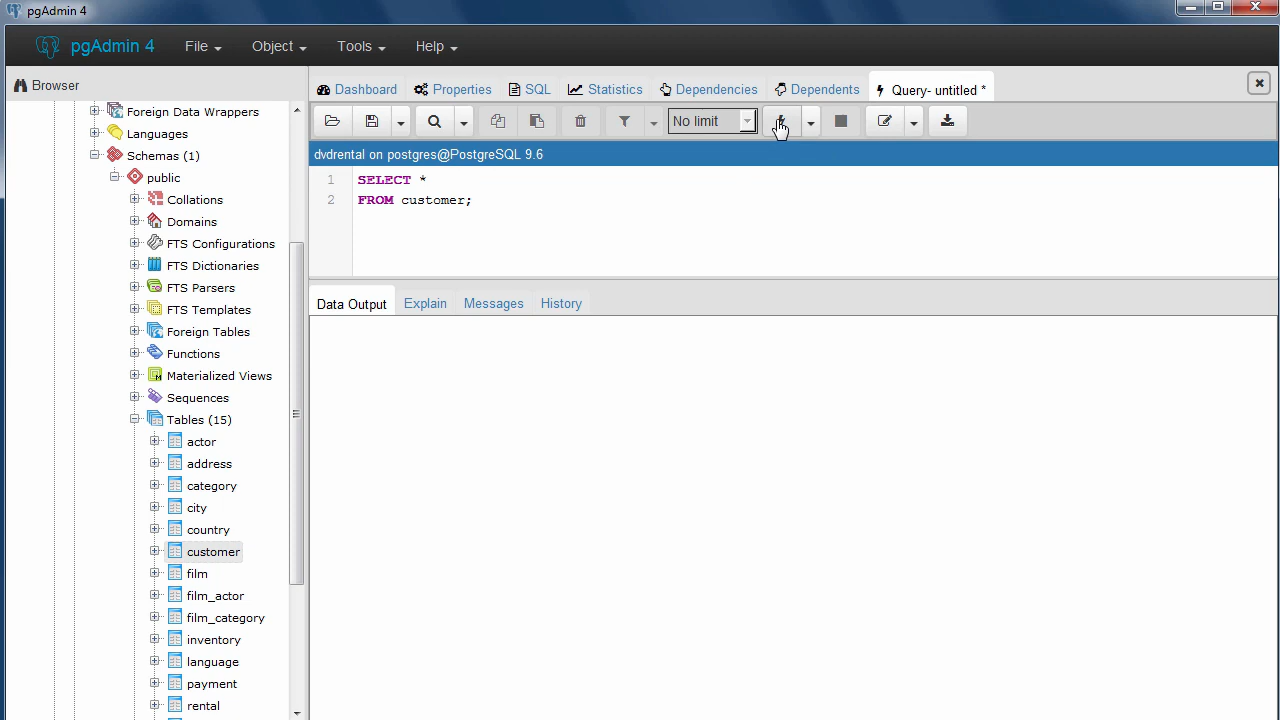 pgAdmin 4
pgAdmin 4 File Object Tools Help
Browser
Dashboard Properties SQL Statistics Dependencies Dependents Query- untitled *
No limit
dvdrental on postgres@PostgreSQL 9.6
1 SELECT *
2 FROM customer;
Data Output Explain Messages History
Foreign Data Wrappers
Languages
Schemas (1)
public
Collations
Domains
FTS Configurations
FTS Dictionaries
FTS Parsers
FTS Templates
Foreign Tables
Functions
Materialized Views
Sequences
Tables (15)
actor
address
category
city
country
customer
film
film_actor
film_category
inventory
language
payment
rental